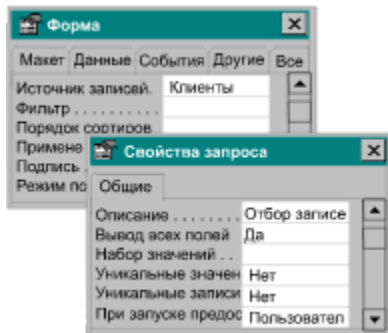 Форма
Макет Данные События Другие Все
Источник записей. Клиенты
Фильтр . . . . . . . . . .
Порядок сортиров
Примене
Подпись .
Режим по
Свойства запроса
Общие
Описание . . . . . . . . Отбор записе
Вывод всех полей Да
Набор значений . .
Уникальные значен Нет
Уникальные записи Нет
При запуске предос Пользовател